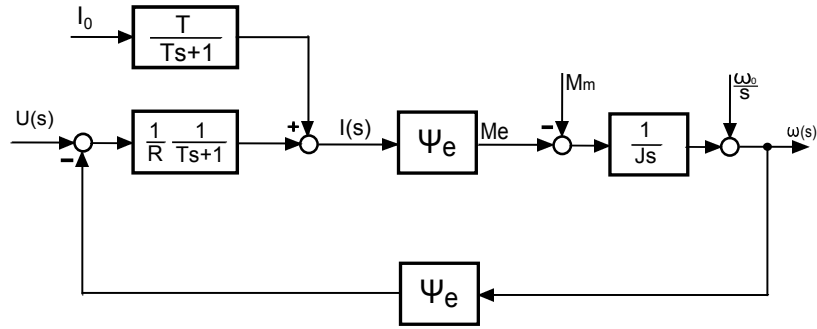 I₀
T
Ts+1
U(s)
−
1
R
1
Ts+1
+
I(s)
Ψe
Me
−
Mm
1
Js
ω₀
s
ω(s)
Ψe